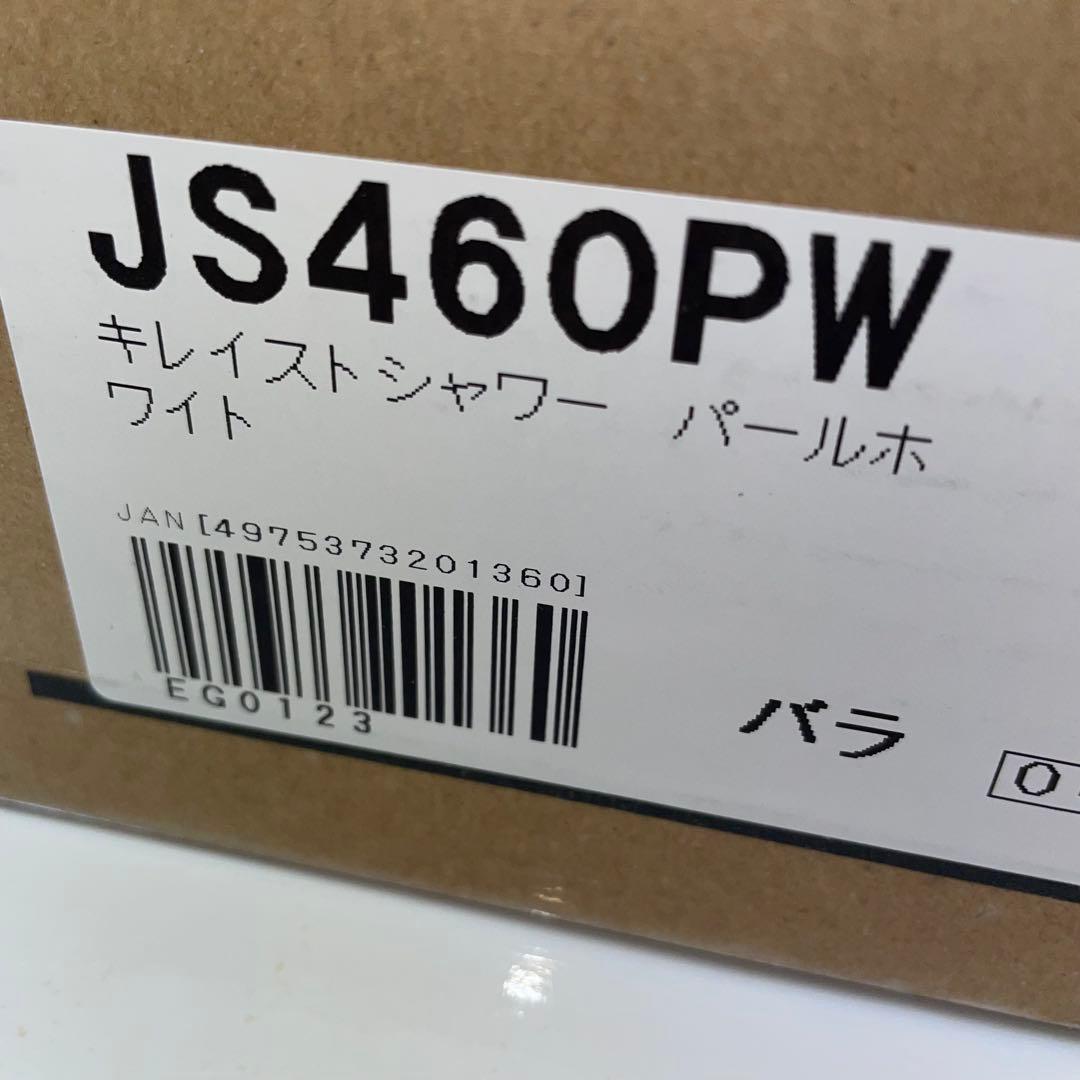 JS460PW
キレイストシャワー パールホ
ワイト
JAN [4975373201360]
EG0123
バラ
0